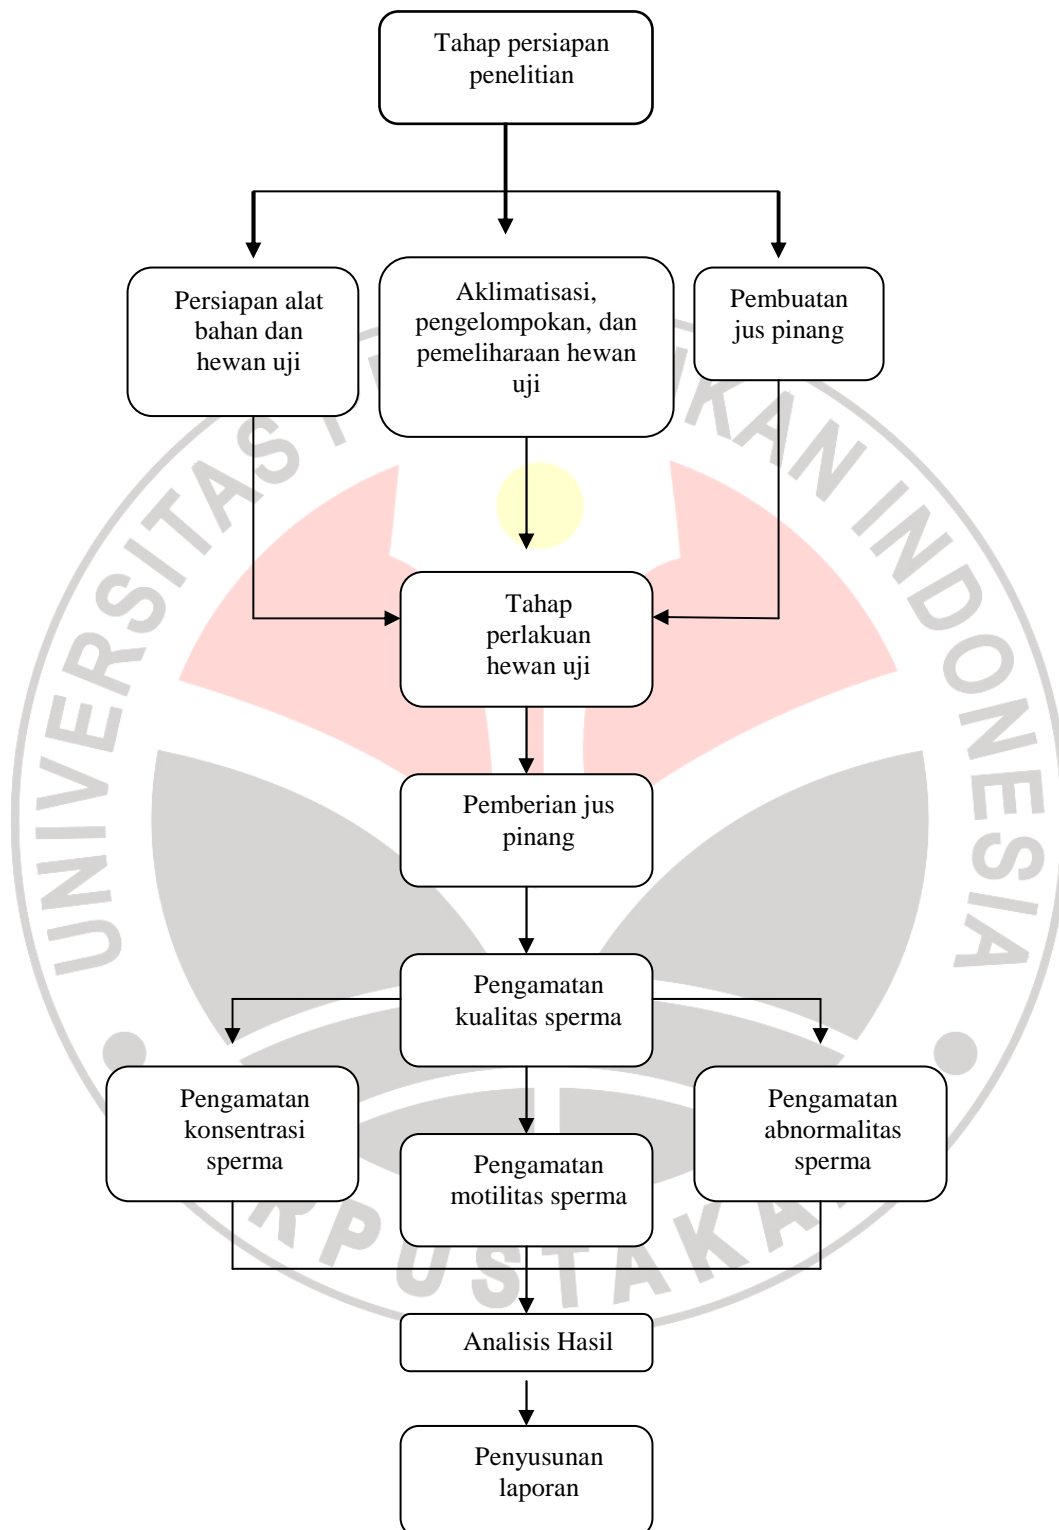 Tahap persiapan
penelitian
Persiapan alat
bahan dan
hewan uji
Aklimatisasi,
pengelompokan, dan
pemeliharaan hewan
uji
Pembuatan
jus pinang
Tahap
perlakuan
hewan uji
Pemberian jus
pinang
Pengamatan
kualitas sperma
Pengamatan
konsentrasi
sperma
Pengamatan
motilitas sperma
Pengamatan
abnormalitas
sperma
Analisis Hasil
Penyusunan
laporan
UNIVERSITAS INDONESIA